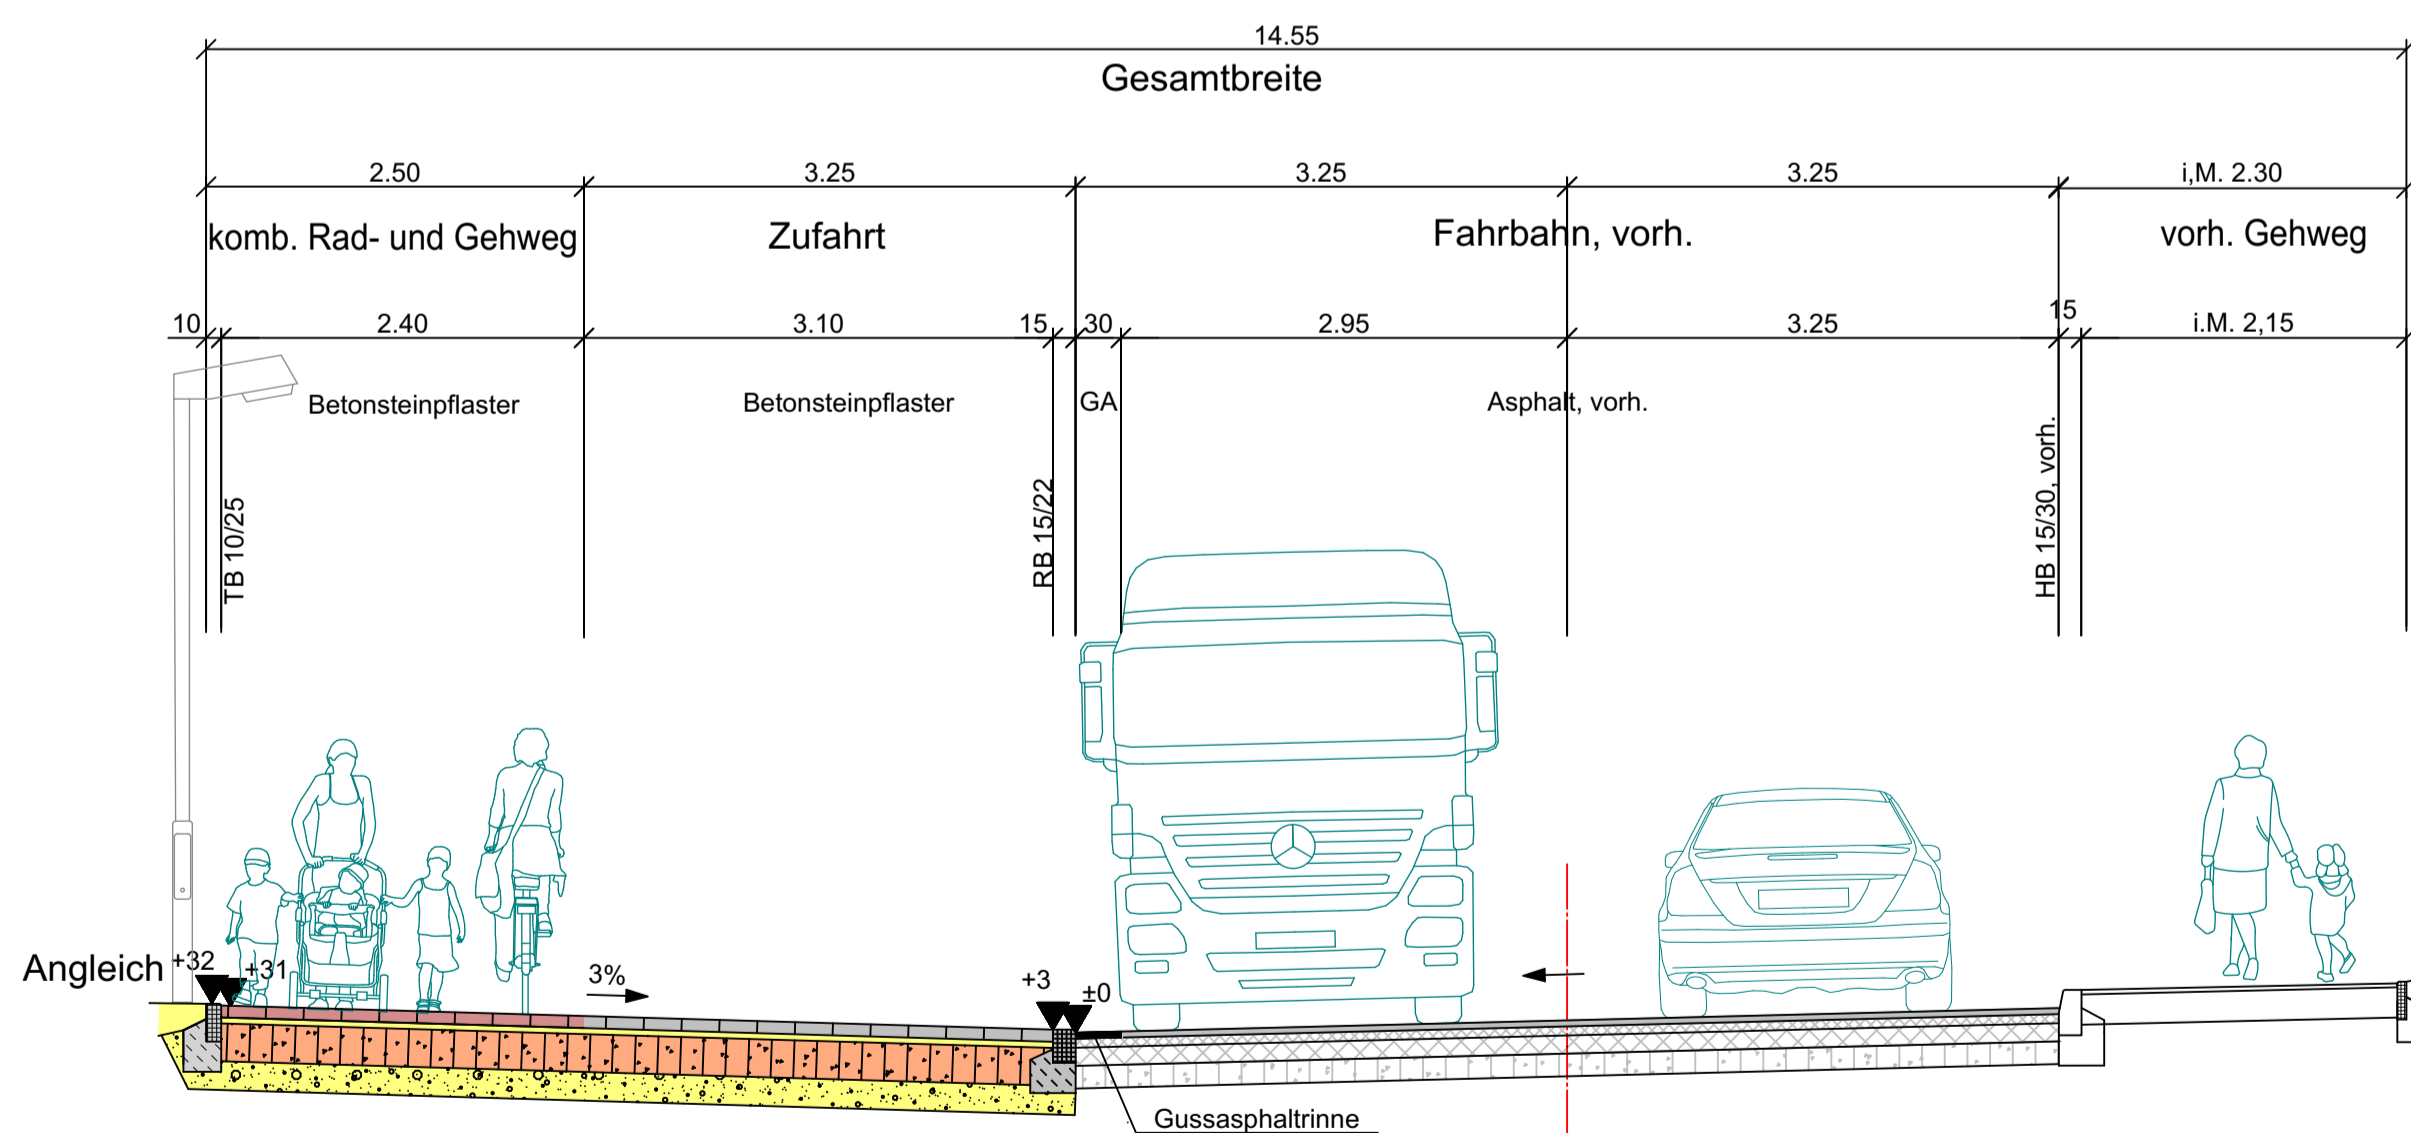 14.55
Gesamtbreite
2.50 3.25 3.25 3.25 i,M. 2.30
komb. Rad- und Gehweg Zufahrt Fahrbahn, vorh. vorh. Gehweg
10 2.40 3.10 15 30 2.95 3.25 15 i.M. 2,15
Betonsteinpflaster Betonsteinpflaster GA Asphalt, vorh.
TB 10/25
RB 15/22
HB 15/30, vorh.
Angleich +32 +31 3% +3 ±0
Gussasphaltrinne